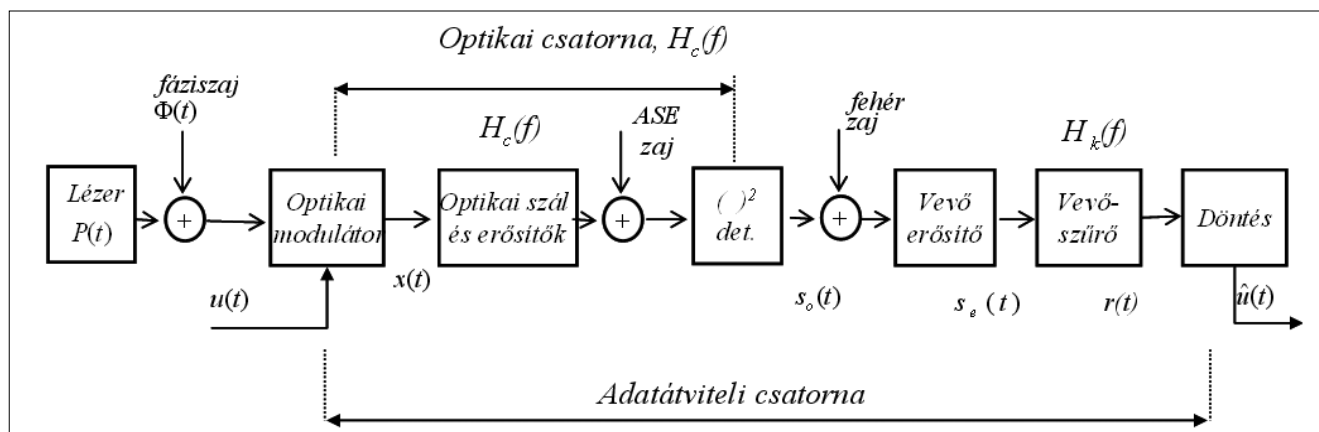 Optikai csatorna, H_c(f)
fáziszaj
Φ(t)
H_c(f)
ASE
zaj
fehér
zaj
H_k(f)
Lézer
P(t)
+
Optikai
modulátor
Optikai szál
és erősítők
+
( )²
det.
+
Vevő
erősítő
Vevő-
szűrő
Döntés
u(t)
x(t)
s_o(t)
s_e(t)
r(t)
û(t)
Adatátviteli csatorna